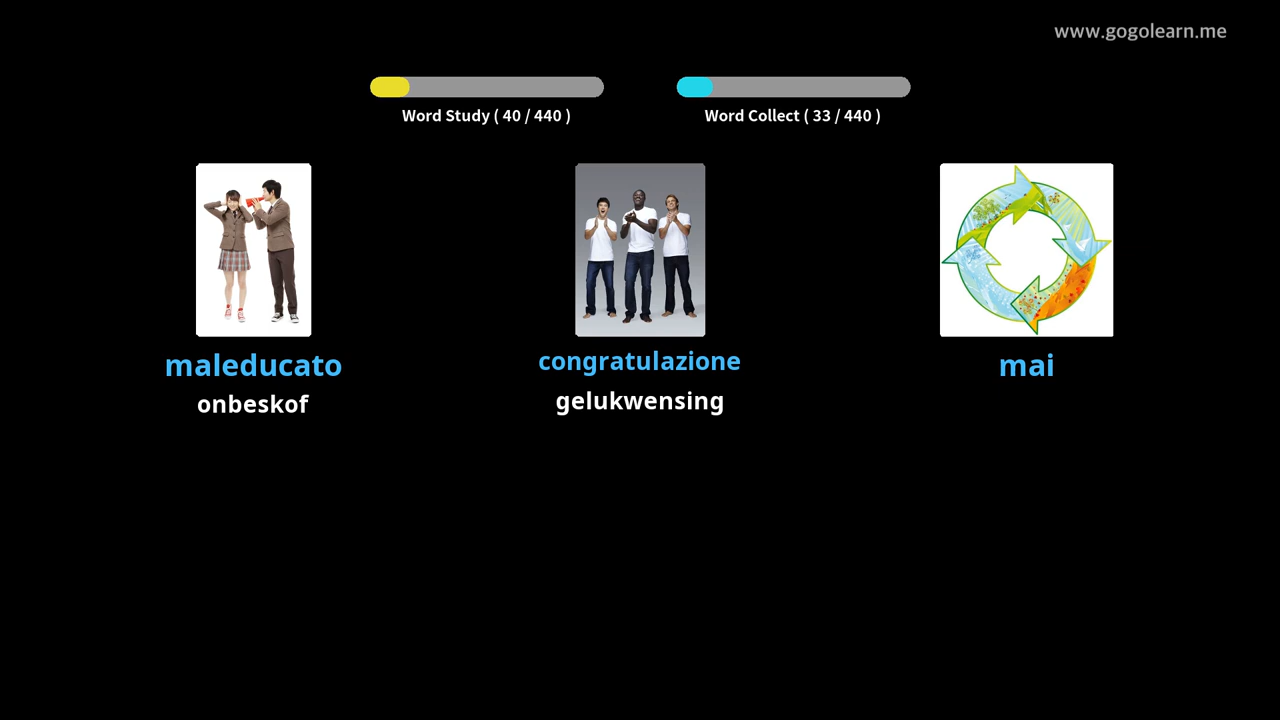 www.gogolearn.me
Word Study ( 40 / 440 )
Word Collect ( 33 / 440 )
maleducato
onbeskof
congratulazione
gelukwensing
mai